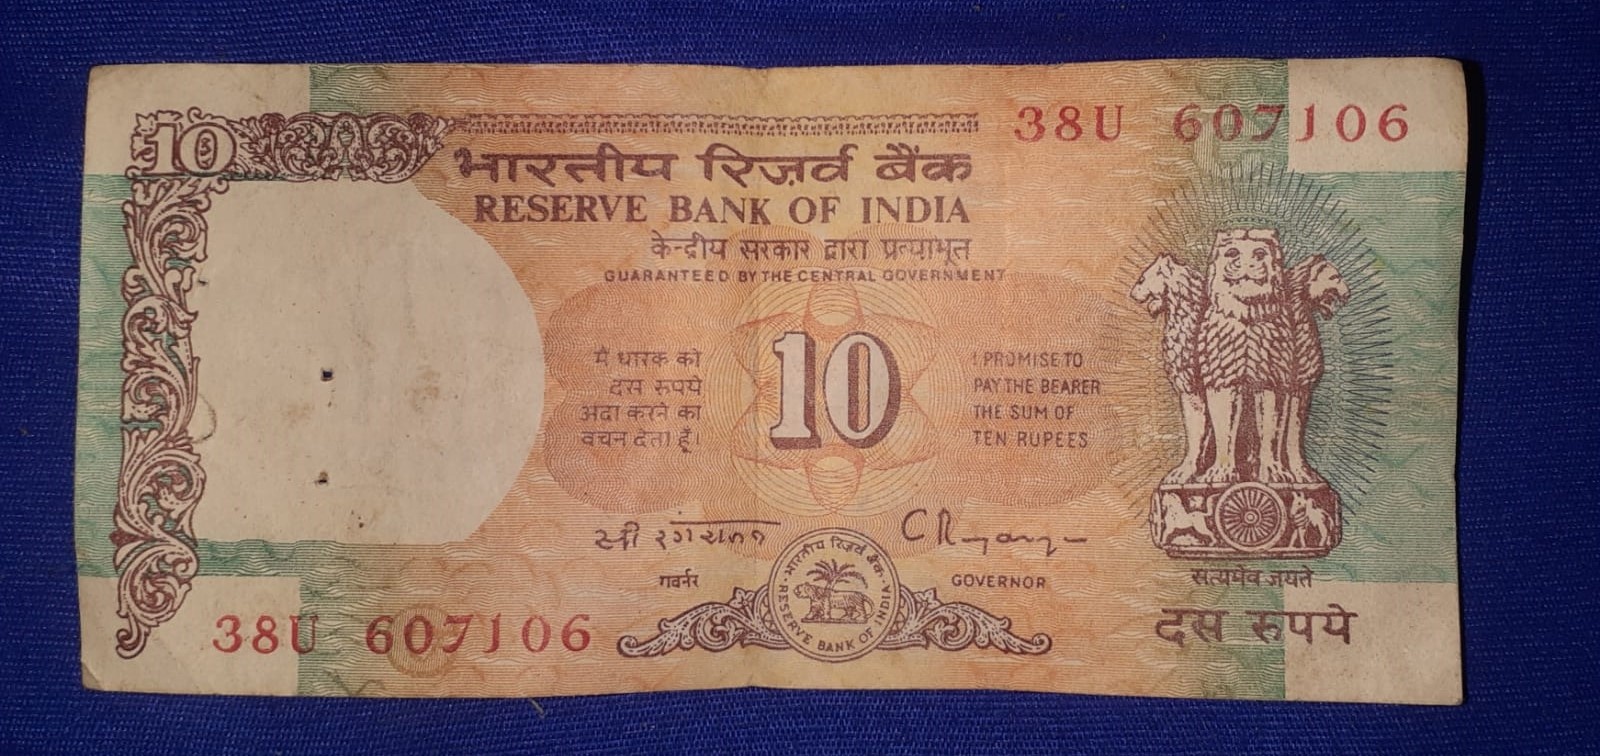 10
38U 607106
भारतीय रिज़र्व बैंक
RESERVE BANK OF INDIA
केन्द्रीय सरकार द्वारा प्रत्याभूत
GUARANTEED BY THE CENTRAL GOVERNMENT
मैं धारक को
दस रुपये
अदा करने का
वचन देता हूँ।
10
I PROMISE TO
PAY THE BEARER
THE SUM OF
TEN RUPEES
गवर्नर
GOVERNOR
भारतीय रिज़र्व बैंक
RESERVE BANK OF INDIA
सत्यमेव जयते
दस रुपये
38U 607106